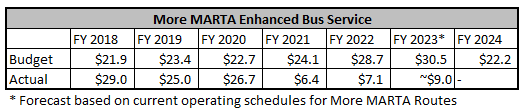 More MARTA Enhanced Bus Service
FY 2018 FY 2019 FY 2020 FY 2021 FY 2022 FY 2023* FY 2024
Budget $21.9 $23.4 $22.7 $24.1 $28.7 $30.5 $22.2
Actual $29.0 $25.0 $26.7 $6.4 $7.1 ~$9.0 -
* Forecast based on current operating schedules for More MARTA Routes